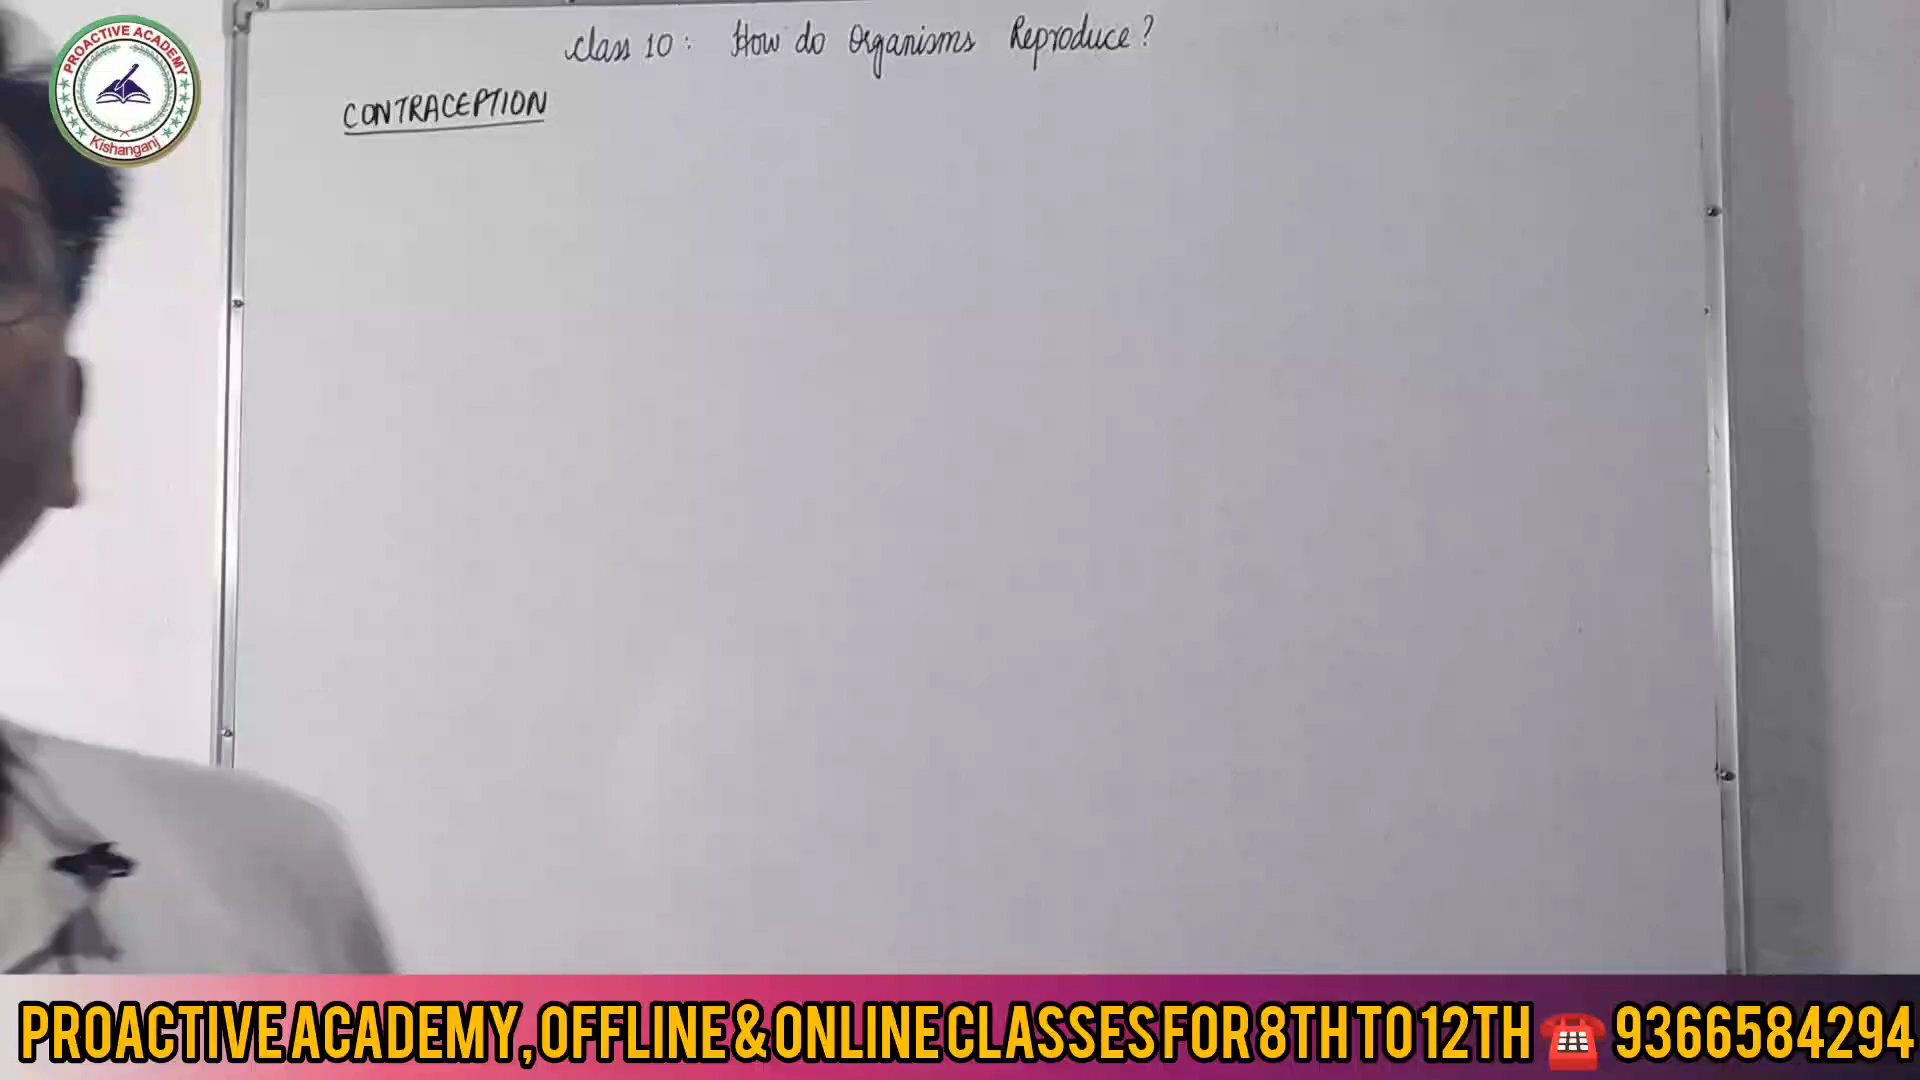 PROACTIVE ACADEMY
Kishanganj
Class 10: How do Organisms Reproduce?
CONTRACEPTION
PROACTIVE ACADEMY, OFFLINE & ONLINE CLASSES FOR 8TH TO 12TH ☎ 9366584294